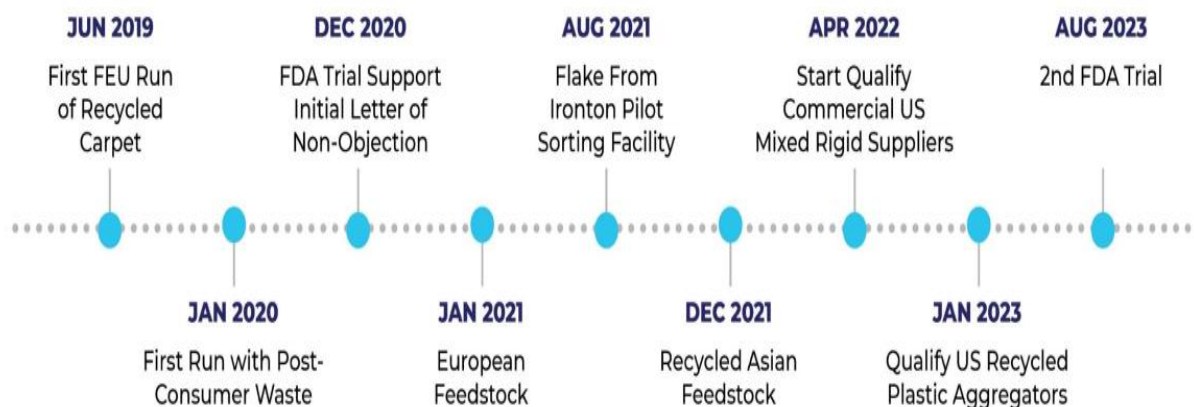 JUN 2019
First FEU Run
of Recycled
Carpet
JAN 2020
First Run with Post-
Consumer Waste
DEC 2020
FDA Trial Support
Initial Letter of
Non-Objection
JAN 2021
European
Feedstock
AUG 2021
Flake From
Ironton Pilot
Sorting Facility
DEC 2021
Recycled Asian
Feedstock
APR 2022
Start Qualify
Commercial US
Mixed Rigid Suppliers
JAN 2023
Qualify US Recycled
Plastic Aggregators
AUG 2023
2nd FDA Trial